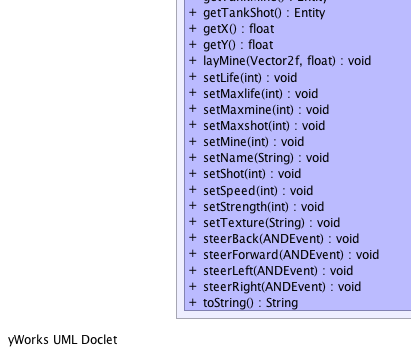 + getTankShot() : Entity
+ getX() : float
+ getY() : float
+ layMine(Vector2f, float) : void
+ setLife(int) : void
+ setMaxlife(int) : void
+ setMaxmine(int) : void
+ setMaxshot(int) : void
+ setMine(int) : void
+ setName(String) : void
+ setShot(int) : void
+ setSpeed(int) : void
+ setStrength(int) : void
+ setTexture(String) : void
+ steerBack(ANDEvent) : void
+ steerForward(ANDEvent) : void
+ steerLeft(ANDEvent) : void
+ steerRight(ANDEvent) : void
+ toString() : String
yWorks UML Doclet